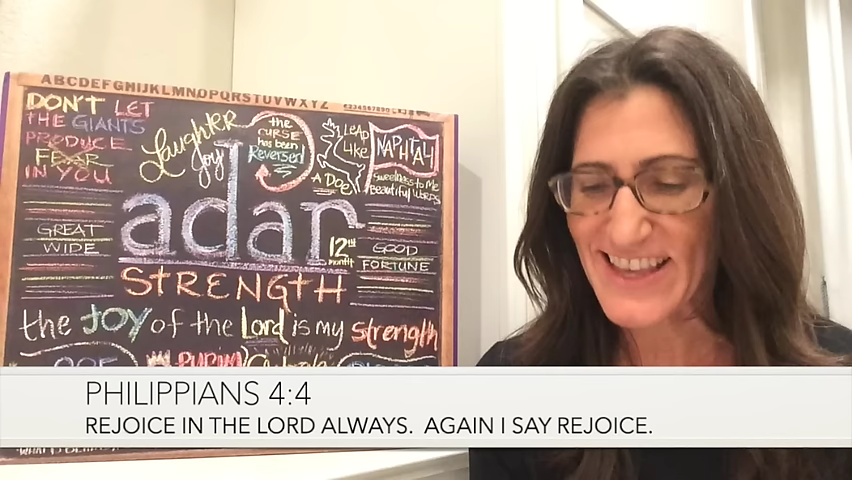 ABCDEFGHIJKLMNOPQRSTUVWXYZ
DON'T LET
THE GIANTS
PRODUCE
FEAR
IN YOU
Laughter
Joy
the
CURSE
has been
Reversed
LEAP
LIKE
A DOE
NAPHTALI
Sweetness to Me
Beautiful Words
adar
12th
month
GREAT
WIDE
GOOD
FORTUNE
STRENGTH
the JOY of the Lord is my strength
PURIM
PHILIPPIANS 4:4
REJOICE IN THE LORD ALWAYS. AGAIN I SAY REJOICE.